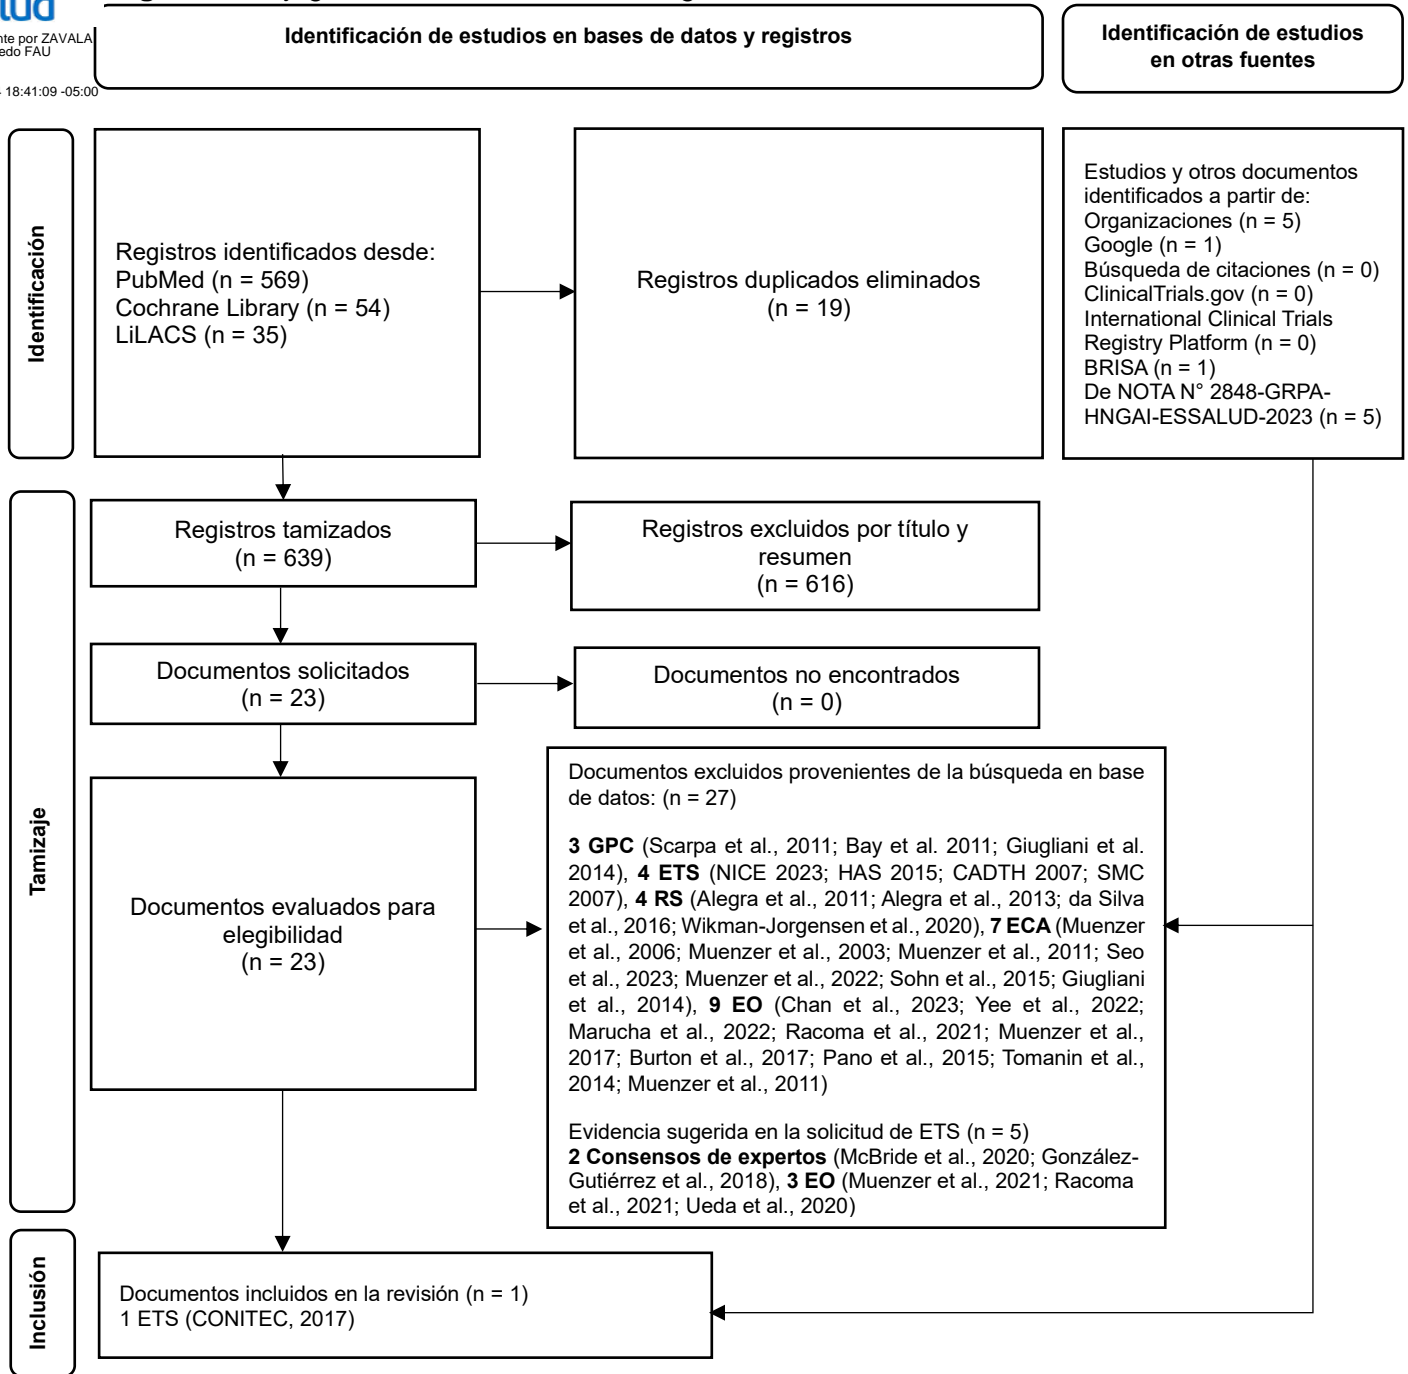 Identificación de estudios en bases de datos y registros
Identificación de estudios
en otras fuentes
nte por ZAVALA
edo FAU
18:41:09 -05:00
Identificación
Registros identificados desde:
PubMed (n = 569)
Cochrane Library (n = 54)
LiLACS (n = 35)
Registros duplicados eliminados
(n = 19)
Estudios y otros documentos
identificados a partir de:
Organizaciones (n = 5)
Google (n = 1)
Búsqueda de citaciones (n = 0)
ClinicalTrials.gov (n = 0)
International Clinical Trials
Registry Platform (n = 0)
BRISA (n = 1)
De NOTA N° 2848-GRPA-
HNGAI-ESSALUD-2023 (n = 5)
Tamizaje
Registros tamizados
(n = 639)
Registros excluidos por título y
resumen
(n = 616)
Documentos solicitados
(n = 23)
Documentos no encontrados
(n = 0)
Documentos evaluados para
elegibilidad
(n = 23)
Documentos excluidos provenientes de la búsqueda en base
de datos: (n = 27)
3 GPC (Scarpa et al., 2011; Bay et al. 2011; Giugliani et al.
2014), 4 ETS (NICE 2023; HAS 2015; CADTH 2007; SMC
2007), 4 RS (Alegra et al., 2011; Alegra et al., 2013; da Silva
et al., 2016; Wikman-Jorgensen et al., 2020), 7 ECA (Muenzer
et al., 2006; Muenzer et al., 2003; Muenzer et al., 2011; Seo
et al., 2023; Muenzer et al., 2022; Sohn et al., 2015; Giugliani
et al., 2014), 9 EO (Chan et al., 2023; Yee et al., 2022;
Marucha et al., 2022; Racoma et al., 2021; Muenzer et al.,
2017; Burton et al., 2017; Pano et al., 2015; Tomanin et al.,
2014; Muenzer et al., 2011)
Evidencia sugerida en la solicitud de ETS (n = 5)
2 Consensos de expertos (McBride et al., 2020; González-
Gutiérrez et al., 2018), 3 EO (Muenzer et al., 2021; Racoma
et al., 2021; Ueda et al., 2020)
Inclusión
Documentos incluidos en la revisión (n = 1)
1 ETS (CONITEC, 2017)